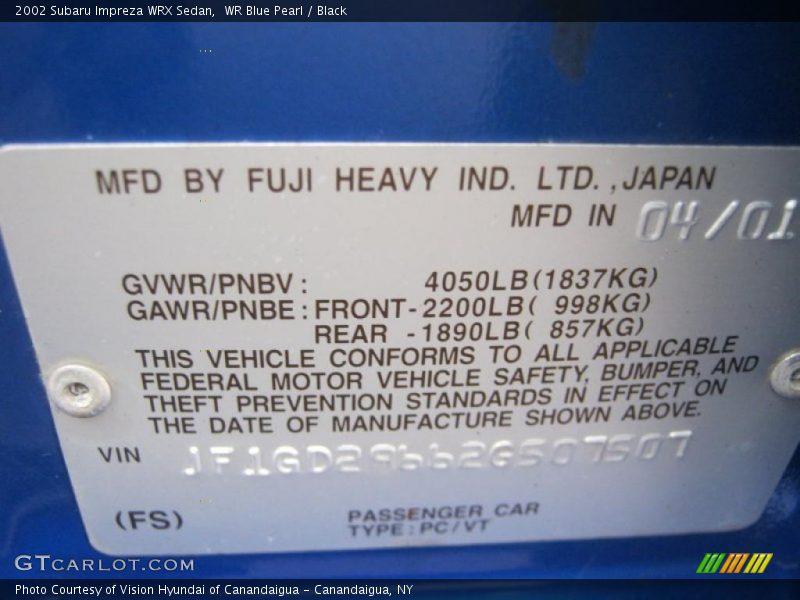 2002 Subaru Impreza WRX Sedan, WR Blue Pearl / Black
MFD BY FUJI HEAVY IND. LTD., JAPAN
MFD IN 04/01
GVWR/PNBV: 4050LB(1837KG)
GAWR/PNBE: FRONT-2200LB( 998KG)
REAR -1890LB( 857KG)
THIS VEHICLE CONFORMS TO ALL APPLICABLE
FEDERAL MOTOR VEHICLE SAFETY, BUMPER, AND
THEFT PREVENTION STANDARDS IN EFFECT ON
THE DATE OF MANUFACTURE SHOWN ABOVE.
VIN JF1GD29662G507507
(FS) PASSENGER CAR
TYPE: PC/VT
GTCARLOT.COM
Photo Courtesy of Vision Hyundai of Canandaigua - Canandaigua, NY